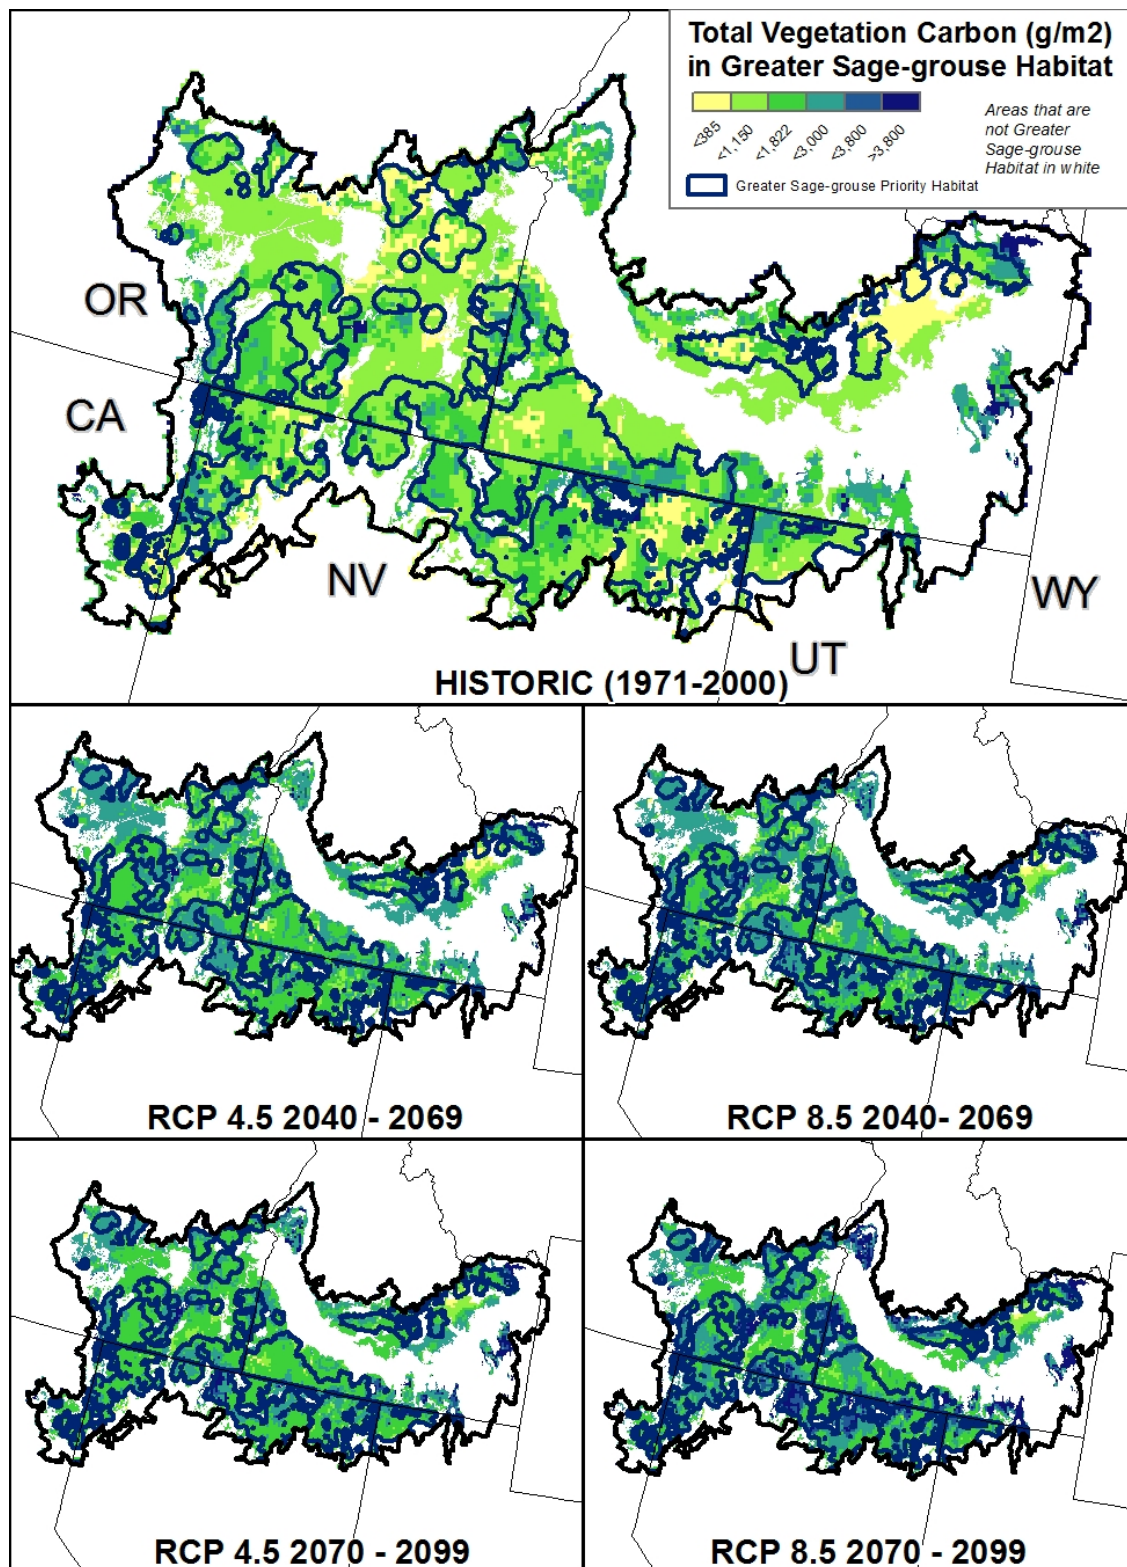 Total Vegetation Carbon (g/m2)
in Greater Sage-grouse Habitat
<385
<1,150
<1,822
<3,000
<3,800
>3,800
Areas that are
not Greater
Sage-grouse
Habitat in white
Greater Sage-grouse Priority Habitat
OR
CA
NV
UT
WY
HISTORIC (1971-2000)
RCP 4.5 2040 - 2069
RCP 8.5 2040- 2069
RCP 4.5 2070 - 2099
RCP 8.5 2070 - 2099